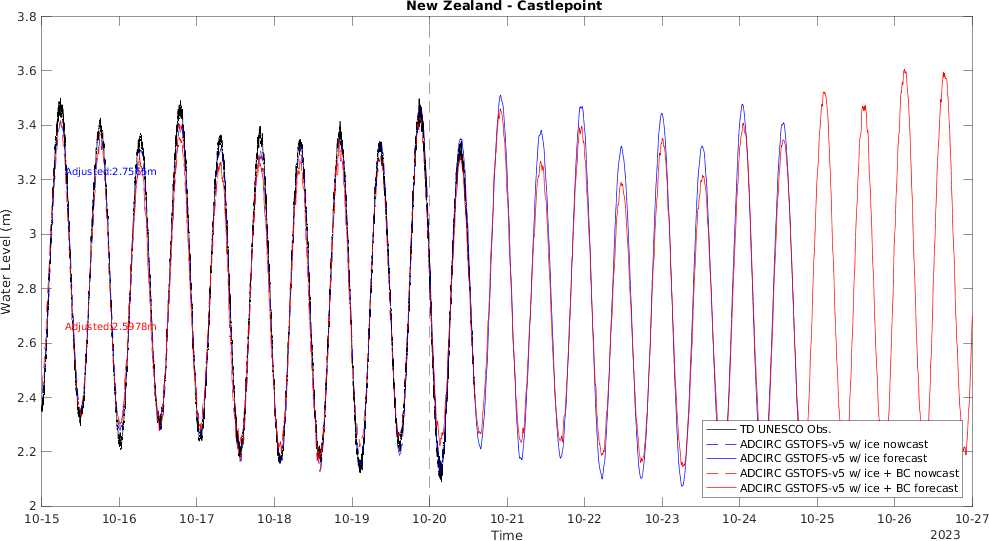 New Zealand - Castlepoint
3.8
3.6
3.4
3.2
3
2.8
2.6
2.4
2.2
2
Water Level (m)
Adjusted:2.7565m
Adjusted:2.5978m
TD UNESCO Obs.
ADCIRC GSTOFS-v5 w/ ice nowcast
ADCIRC GSTOFS-v5 w/ ice forecast
ADCIRC GSTOFS-v5 w/ ice + BC nowcast
ADCIRC GSTOFS-v5 w/ ice + BC forecast
10-15 10-16 10-17 10-18 10-19 10-20 10-21 10-22 10-23 10-24 10-25 10-26 10-27
Time
2023